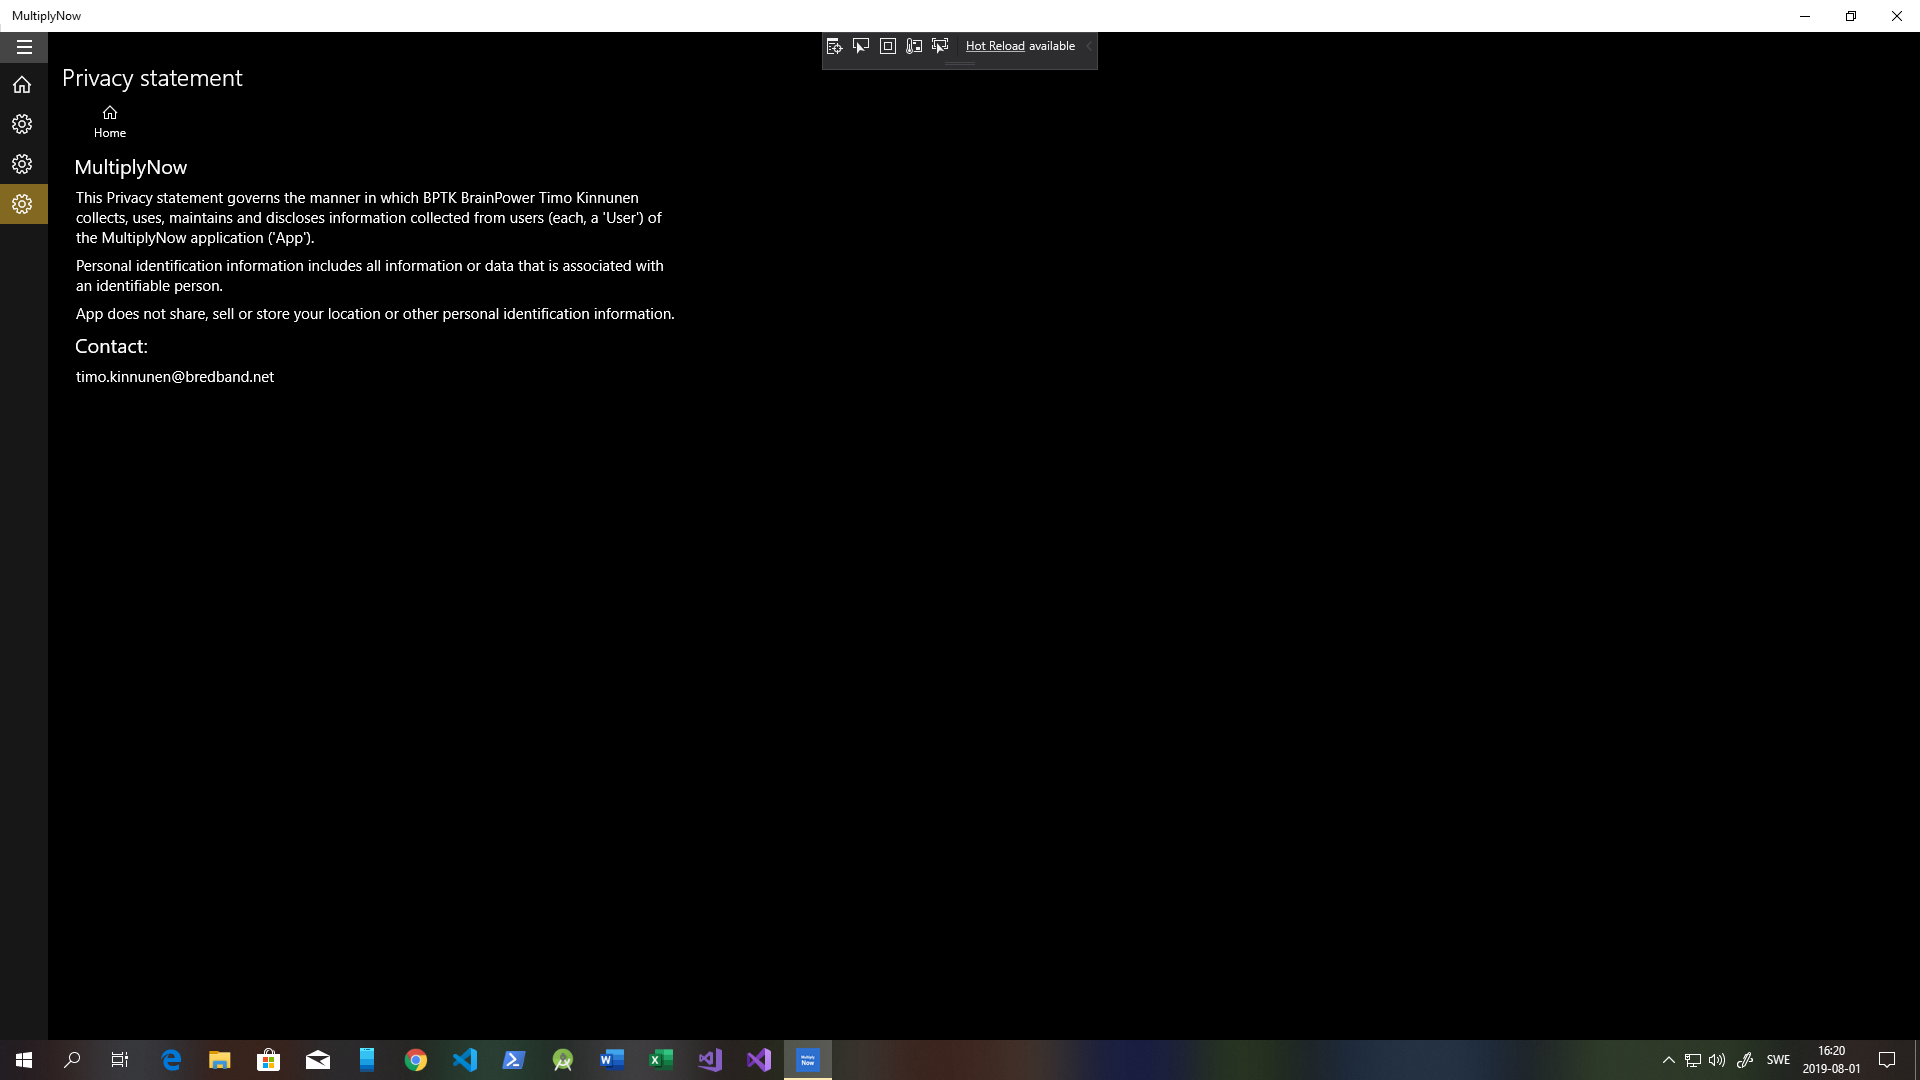 MultiplyNow
Hot Reload available
Privacy statement
Home
MultiplyNow
This Privacy statement governs the manner in which BPTK BrainPower Timo Kinnunen
collects, uses, maintains and discloses information collected from users (each, a 'User') of
the MultiplyNow application ('App').
Personal identification information includes all information or data that is associated with
an identifiable person.
App does not share, sell or store your location or other personal identification information.
Contact:
timo.kinnunen@bredband.net
Multiply
Now
SWE
16:20
2019-08-01